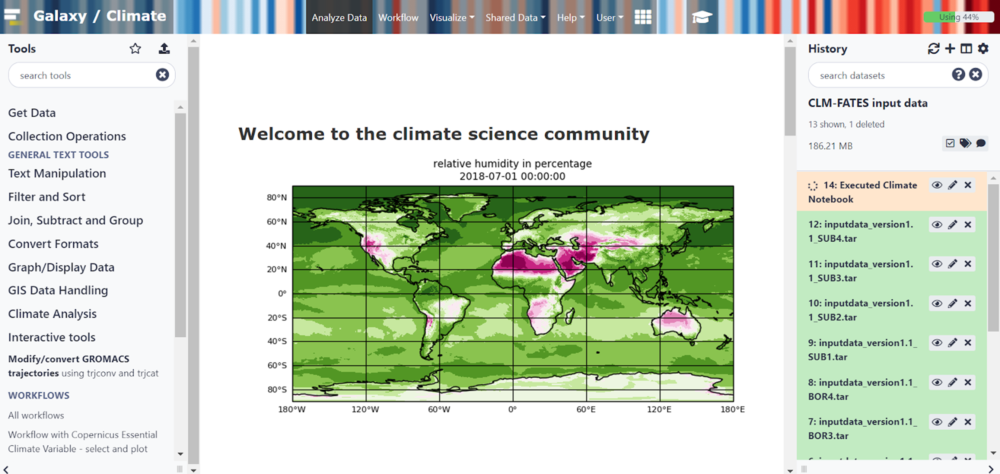 Galaxy / Climate
Analyze Data
Workflow
Visualize
Shared Data
Help
User
Using 44%
Tools
search tools
Get Data
Collection Operations
GENERAL TEXT TOOLS
Text Manipulation
Filter and Sort
Join, Subtract and Group
Convert Formats
Graph/Display Data
GIS Data Handling
Climate Analysis
Interactive tools
Modify/convert GROMACS
trajectories using trjconv and trjcat
WORKFLOWS
All workflows
Workflow with Copernicus Essential
Climate Variable - select and plot
Welcome to the climate science community
relative humidity in percentage
2018-07-01 00:00:00
80°N
60°N
40°N
20°N
0°
20°S
40°S
60°S
80°S
180°W
120°W
60°W
0°
60°E
120°E
180°E
History
search datasets
CLM-FATES input data
13 shown, 1 deleted
186.21 MB
14: Executed Climate
Notebook
12: inputdata_version1.
1_SUB4.tar
11: inputdata_version1.
1_SUB3.tar
10: inputdata_version1.
1_SUB2.tar
9: inputdata_version1.1_
SUB1.tar
8: inputdata_version1.1_
BOR4.tar
7: inputdata_version1.1_
BOR3.tar